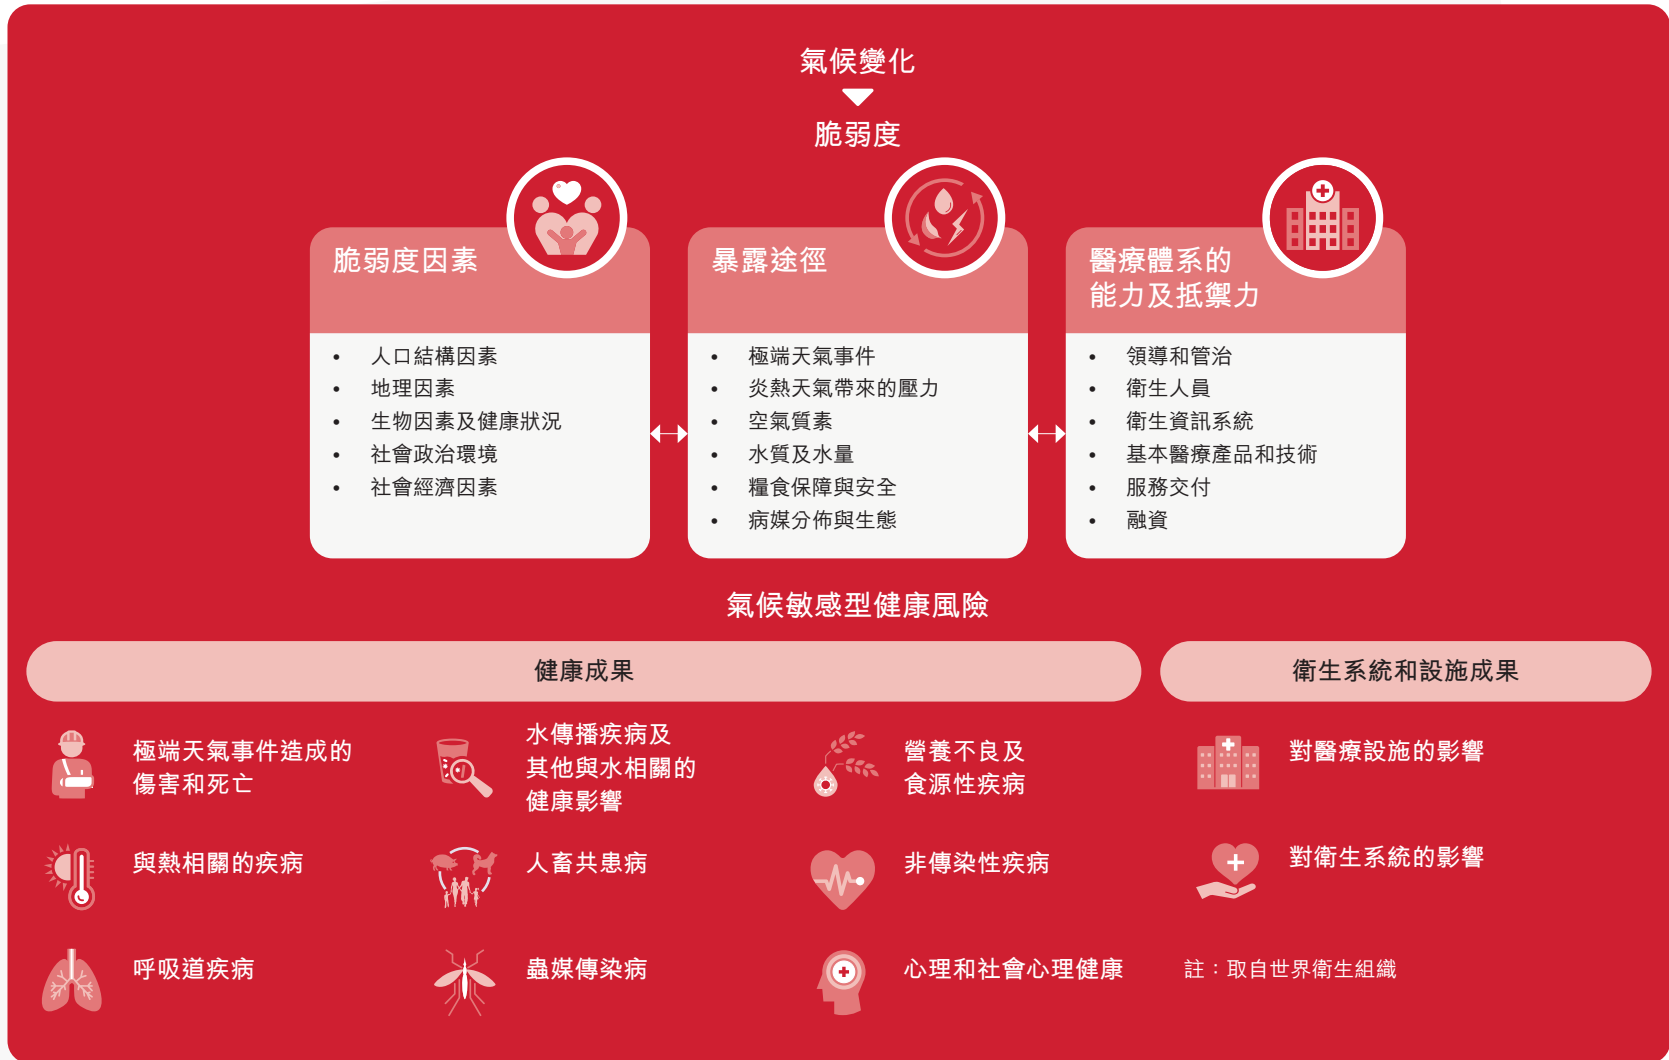 氣候變化
脆弱度
脆弱度因素
• 人口結構因素
• 地理因素
• 生物因素及健康狀況
• 社會政治環境
• 社會經濟因素
暴露途徑
• 極端天氣事件
• 炎熱天氣帶來的壓力
• 空氣質素
• 水質及水量
• 糧食保障與安全
• 病媒分佈與生態
醫療體系的
能力及抵禦力
• 領導和管治
• 衛生人員
• 衛生資訊系統
• 基本醫療產品和技術
• 服務交付
• 融資
氣候敏感型健康風險
健康成果
極端天氣事件造成的
傷害和死亡
水傳播疾病及
其他與水相關的
健康影響
營養不良及
食源性疾病
與熱相關的疾病
人畜共患病
非傳染性疾病
呼吸道疾病
蟲媒傳染病
心理和社會心理健康
衛生系統和設施成果
對醫療設施的影響
對衛生系統的影響
註：取自世界衛生組織